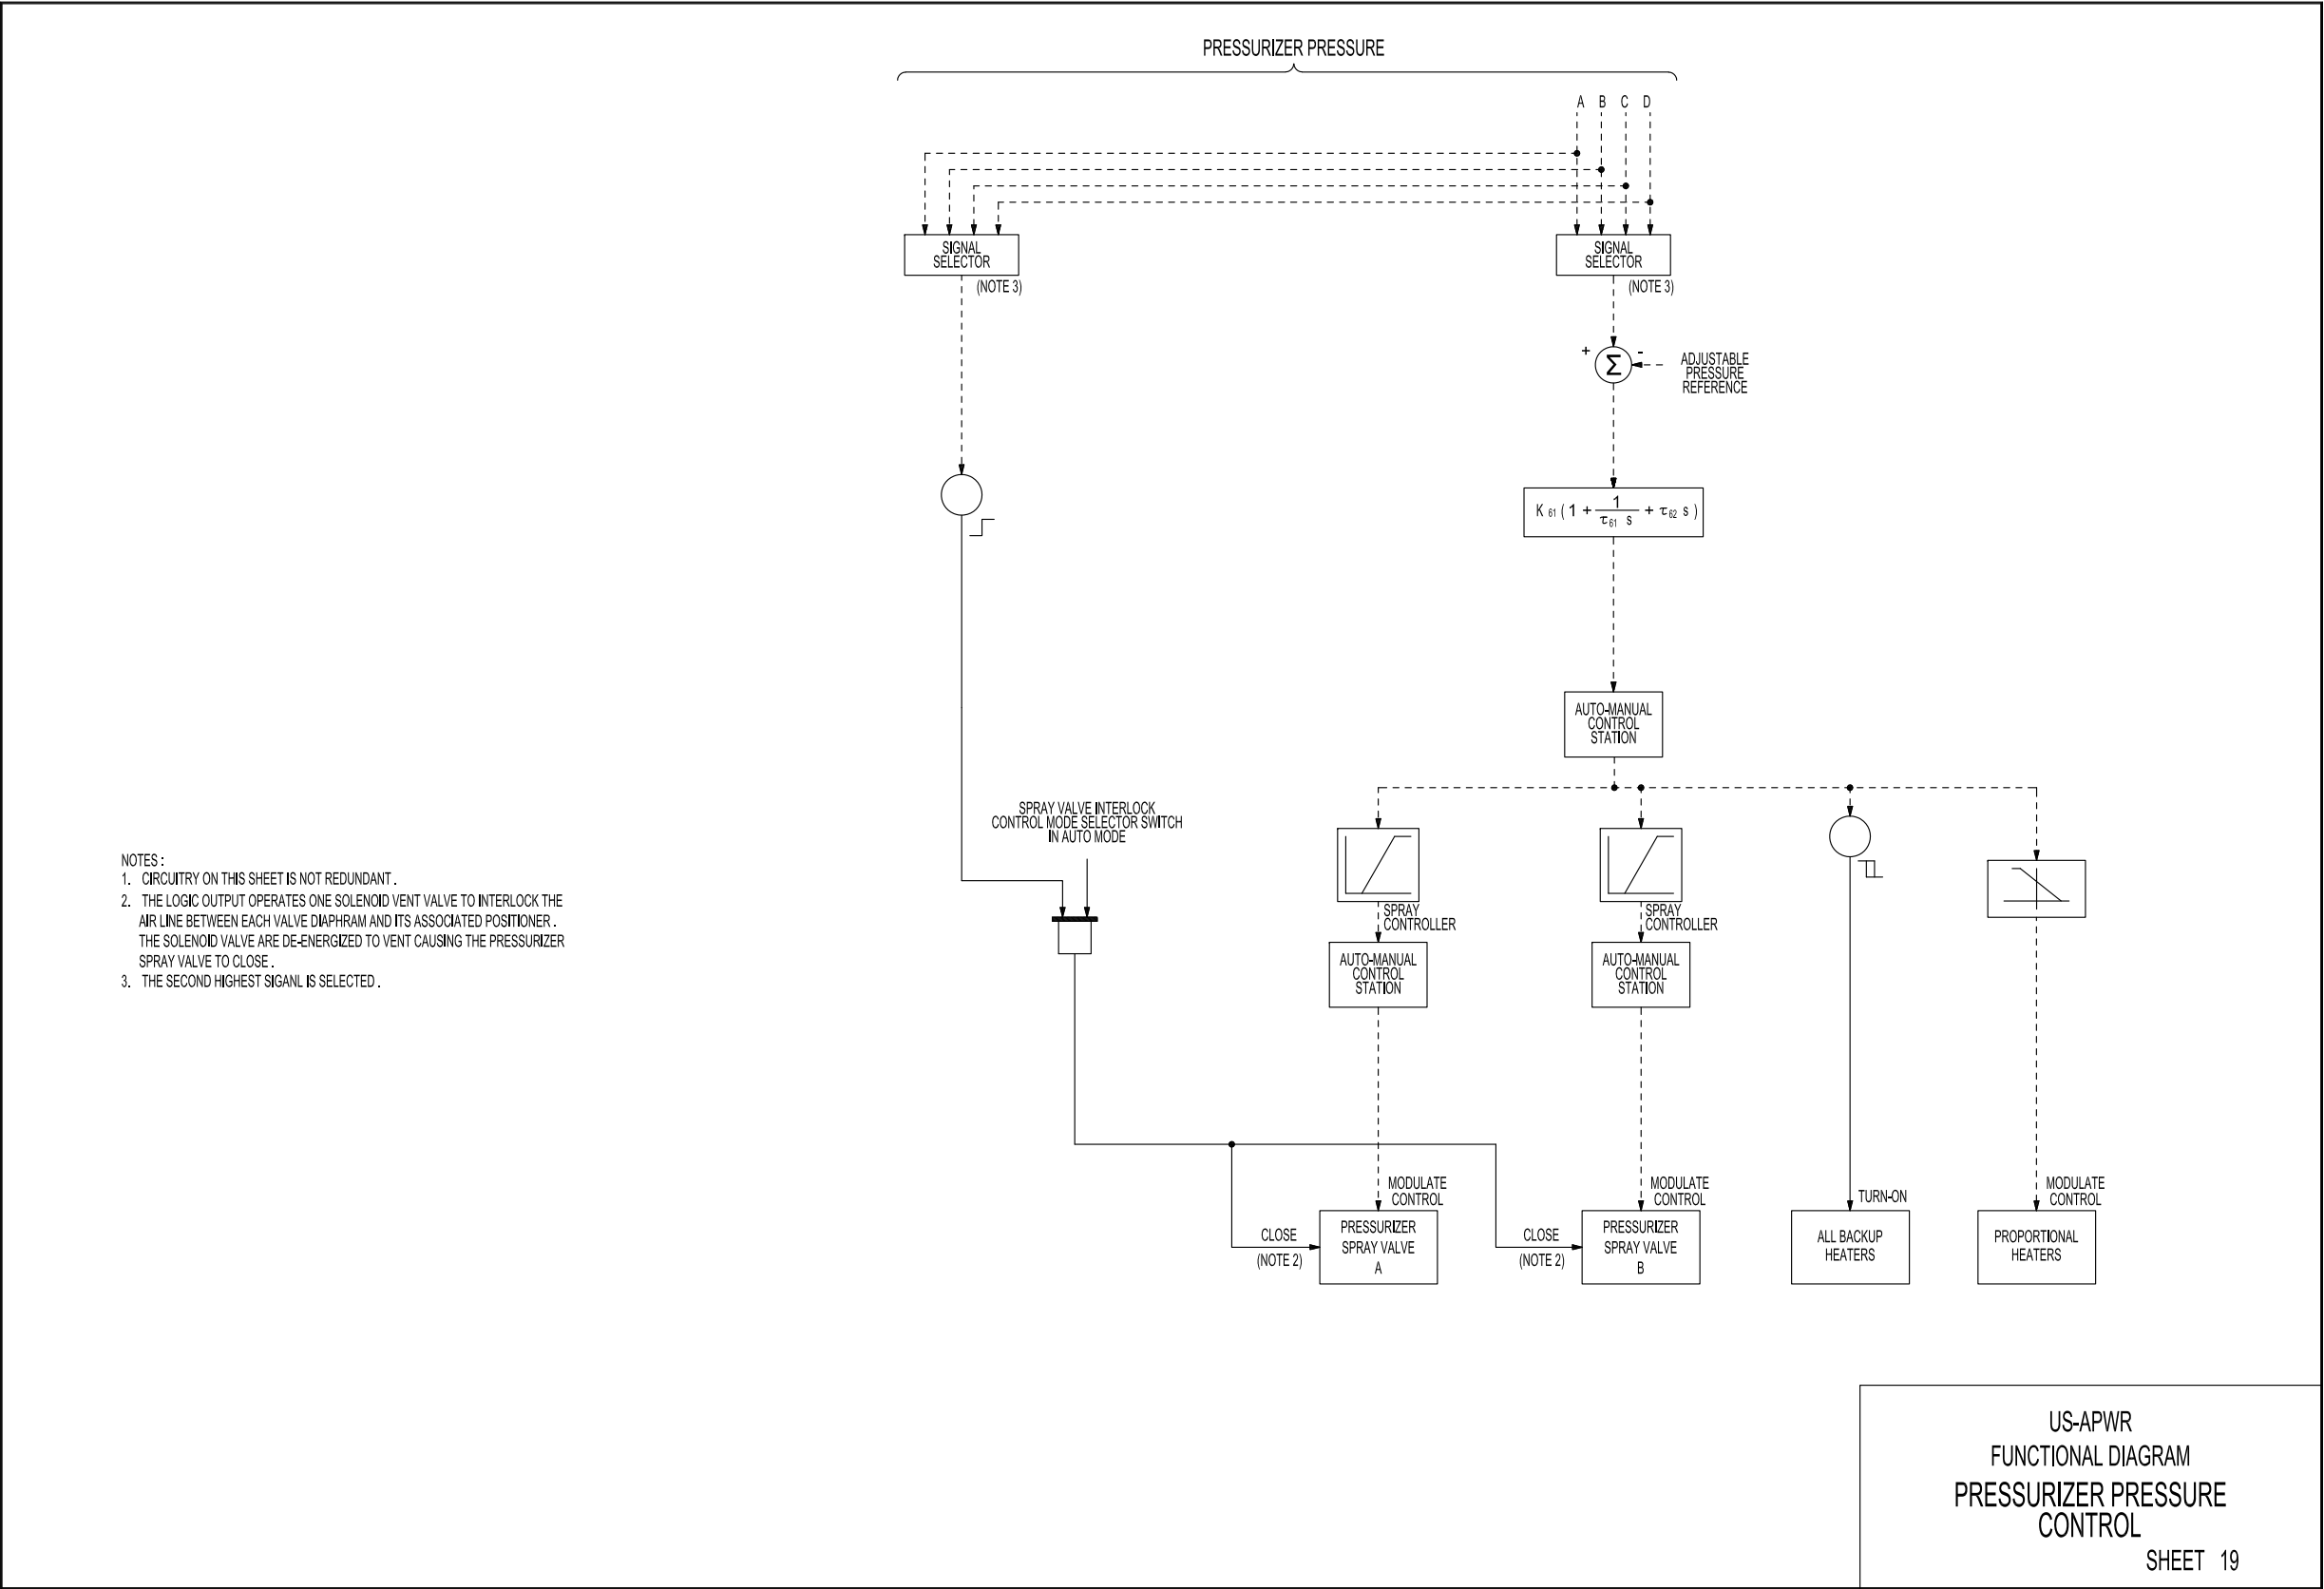 PRESSURIZER PRESSURE
A B C D
SIGNAL
SELECTOR
(NOTE 3)
SIGNAL
SELECTOR
(NOTE 3)
+ Σ -
ADJUSTABLE
PRESSURE
REFERENCE
K 61 ( 1 + 1 / τ61 s + τ62 s )
AUTO-MANUAL
CONTROL
STATION
SPRAY VALVE INTERLOCK
CONTROL MODE SELECTOR SWITCH
IN AUTO MODE
NOTES :
1. CIRCUITRY ON THIS SHEET IS NOT REDUNDANT .
2. THE LOGIC OUTPUT OPERATES ONE SOLENOID VENT VALVE TO INTERLOCK THE
AIR LINE BETWEEN EACH VALVE DIAPHRAM AND ITS ASSOCIATED POSITIONER .
THE SOLENOID VALVE ARE DE-ENERGIZED TO VENT CAUSING THE PRESSURIZER
SPRAY VALVE TO CLOSE .
3. THE SECOND HIGHEST SIGANL IS SELECTED .
SPRAY
CONTROLLER
SPRAY
CONTROLLER
AUTO-MANUAL
CONTROL
STATION
AUTO-MANUAL
CONTROL
STATION
MODULATE
CONTROL
MODULATE
CONTROL
TURN-ON
MODULATE
CONTROL
CLOSE
(NOTE 2)
PRESSURIZER
SPRAY VALVE
A
CLOSE
(NOTE 2)
PRESSURIZER
SPRAY VALVE
B
ALL BACKUP
HEATERS
PROPORTIONAL
HEATERS
US-APWR
FUNCTIONAL DIAGRAM
PRESSURIZER PRESSURE
CONTROL
SHEET 19